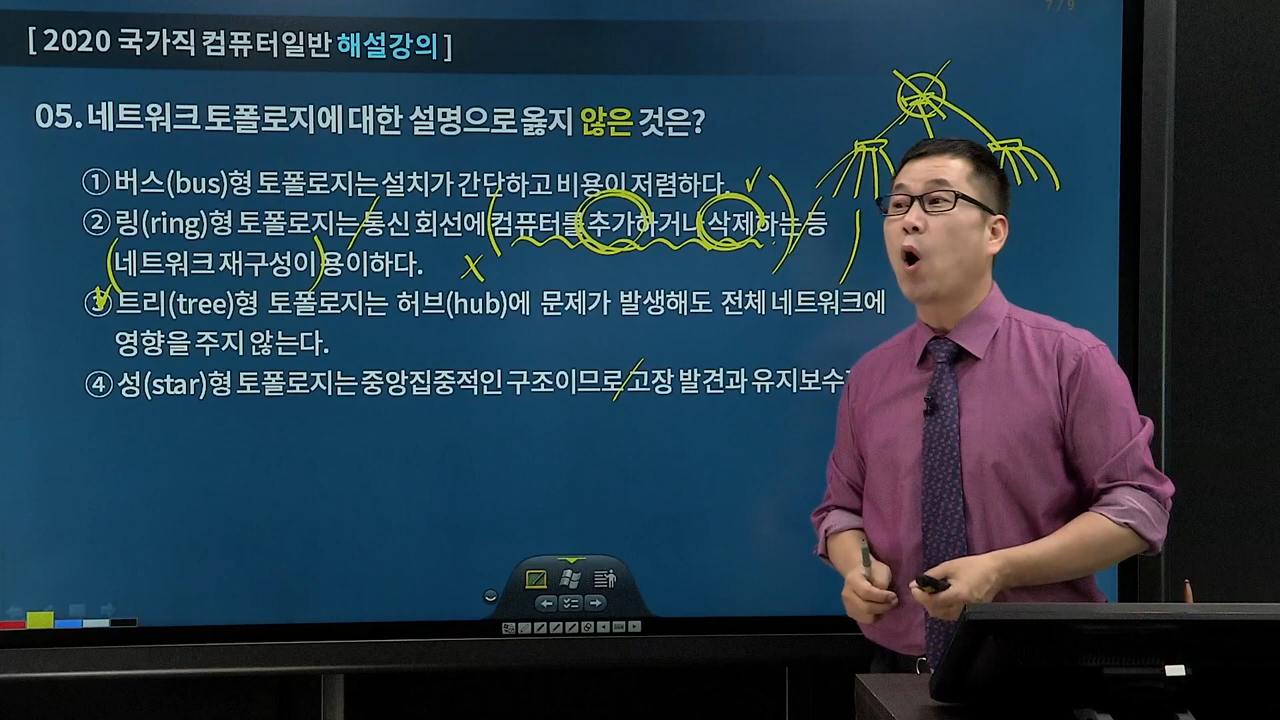 7 / 9
[ 2020 국가직 컴퓨터일반 해설강의 ]
05. 네트워크 토폴로지에 대한 설명으로 옳지 않은 것은?
① 버스(bus)형 토폴로지는 설치가 간단하고 비용이 저렴하다.
② 링(ring)형 토폴로지는 통신 회선에 컴퓨터를 추가하거나 삭제하는 등
네트워크 재구성이 용이하다.
③ 트리(tree)형 토폴로지는 허브(hub)에 문제가 발생해도 전체 네트워크에
영향을 주지 않는다.
④ 성(star)형 토폴로지는 중앙집중적인 구조이므로 고장 발견과 유지보수